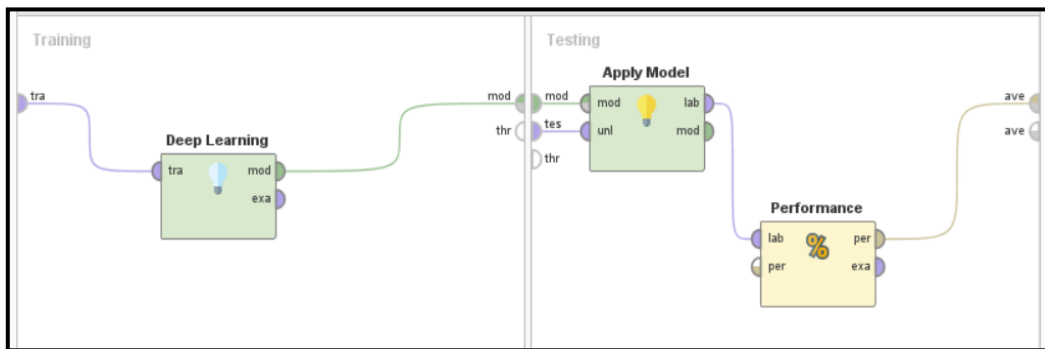 Training
tra
Deep Learning
tra
mod
exa
mod
thr
Testing
mod
tes
thr
Apply Model
mod
lab
unl
mod
Performance
lab
per
%
per
exa
ave
ave